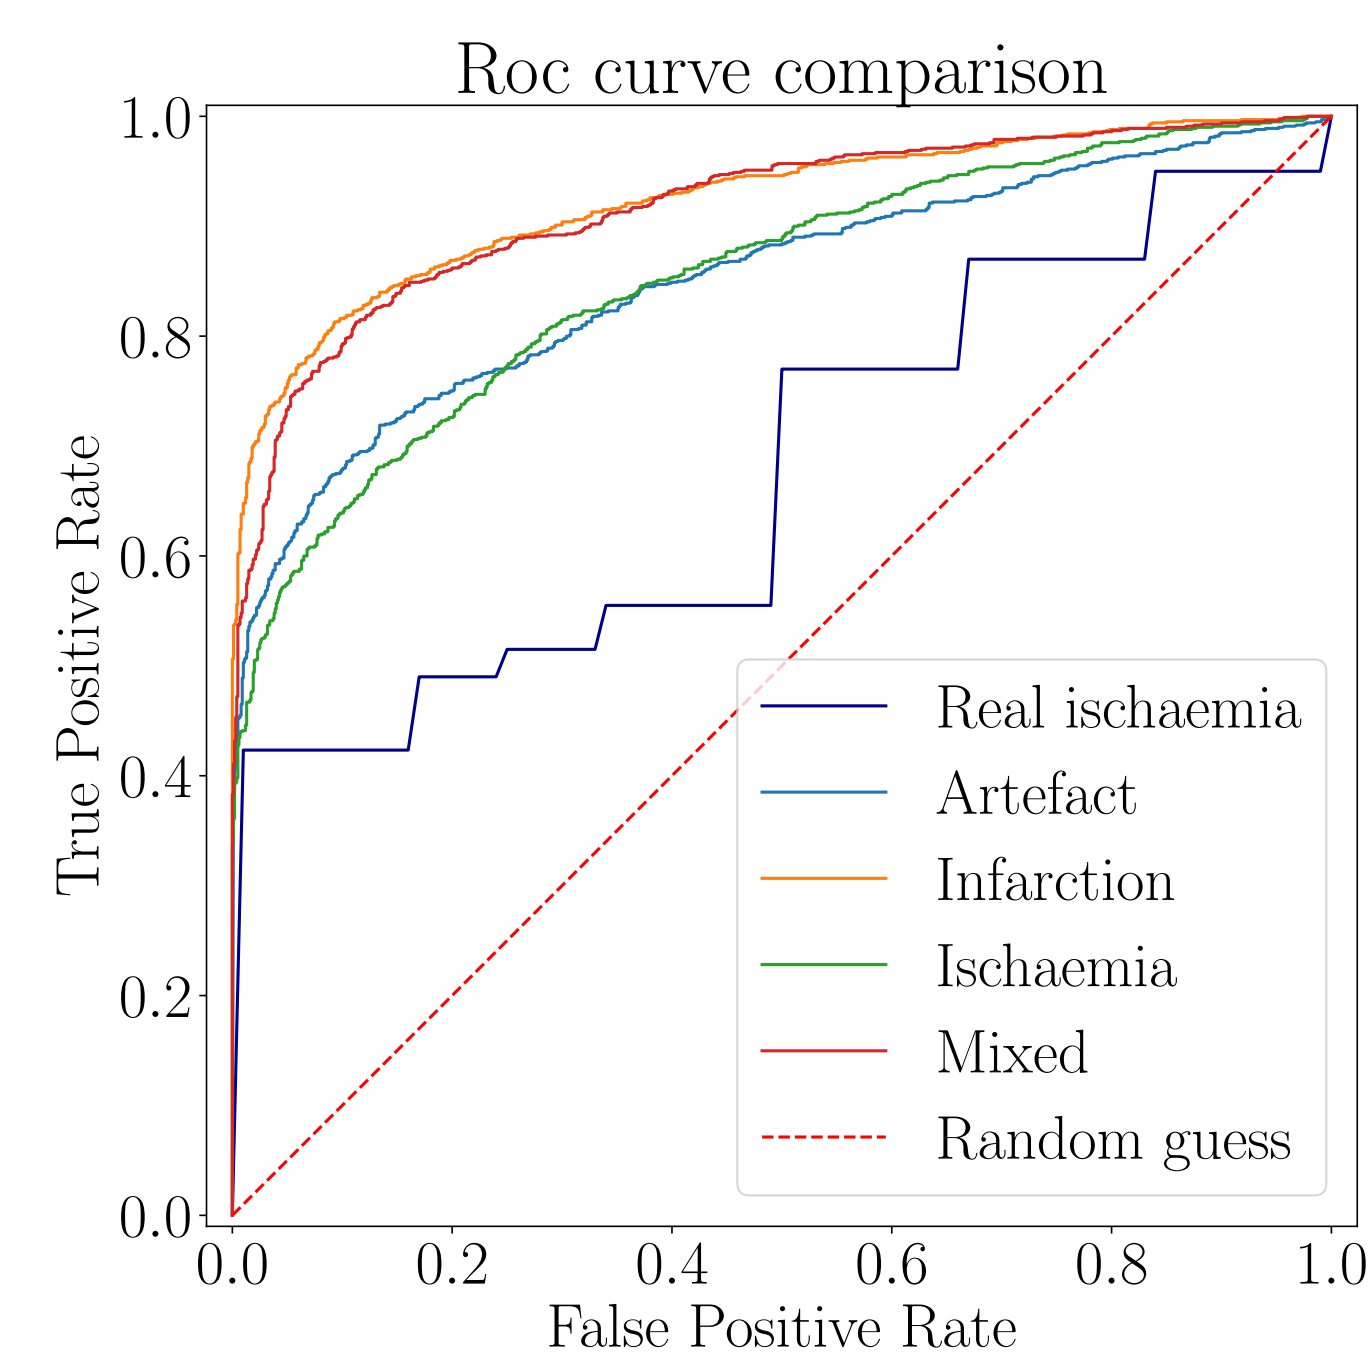 Roc curve comparison
True Positive Rate
1.0
0.8
0.6
0.4
0.2
0.0
Real ischaemia
Artefact
Infarction
Ischaemia
Mixed
Random guess
0.0 0.2 0.4 0.6 0.8 1.0
False Positive Rate